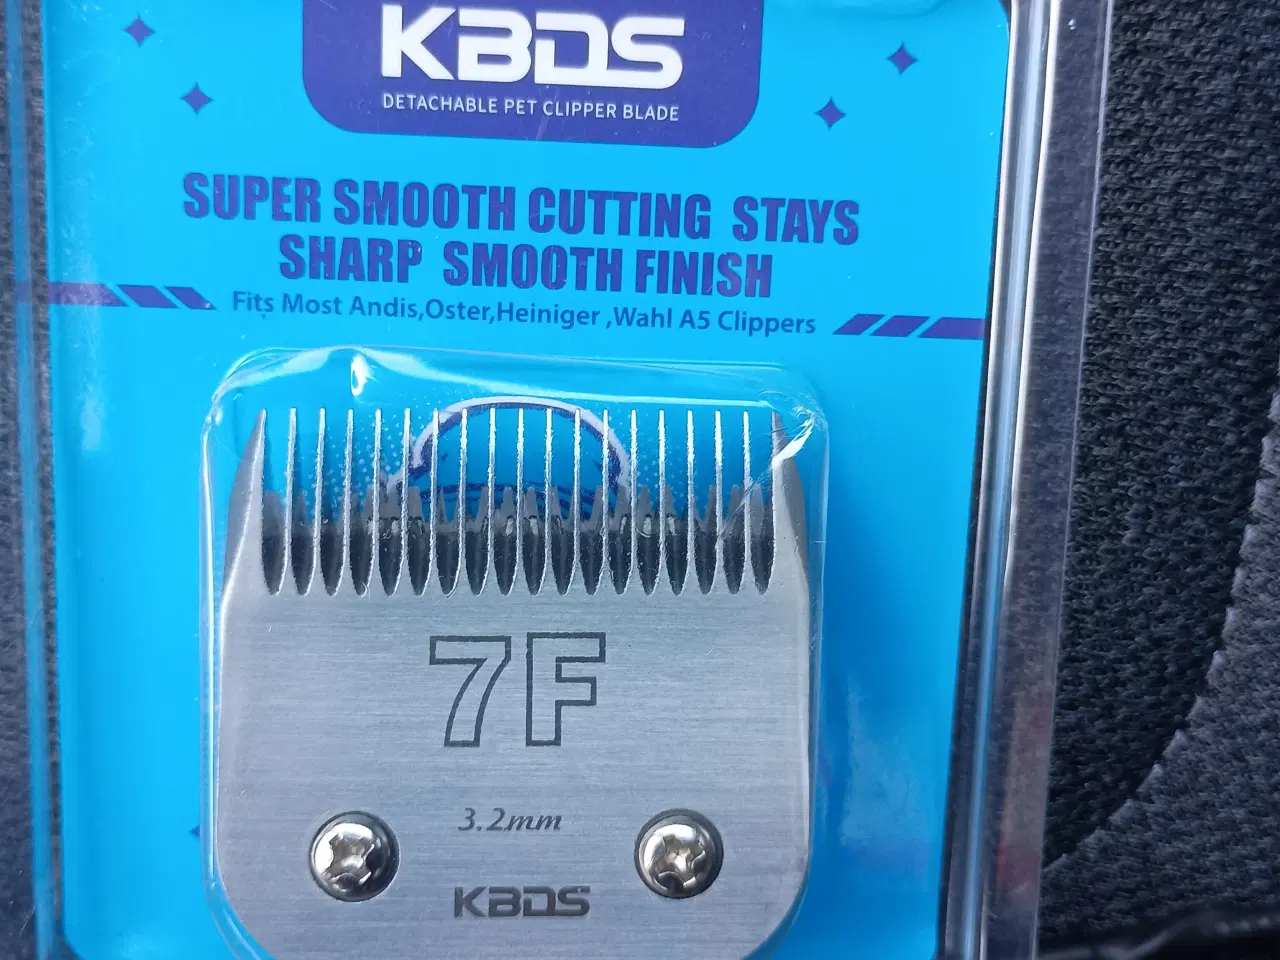 KBDS
DETACHABLE PET CLIPPER BLADE
SUPER SMOOTH CUTTING STAYS
SHARP SMOOTH FINISH
Fits Most Andis,Oster,Heiniger ,Wahl A5 Clippers
7F
3.2mm
KBDS